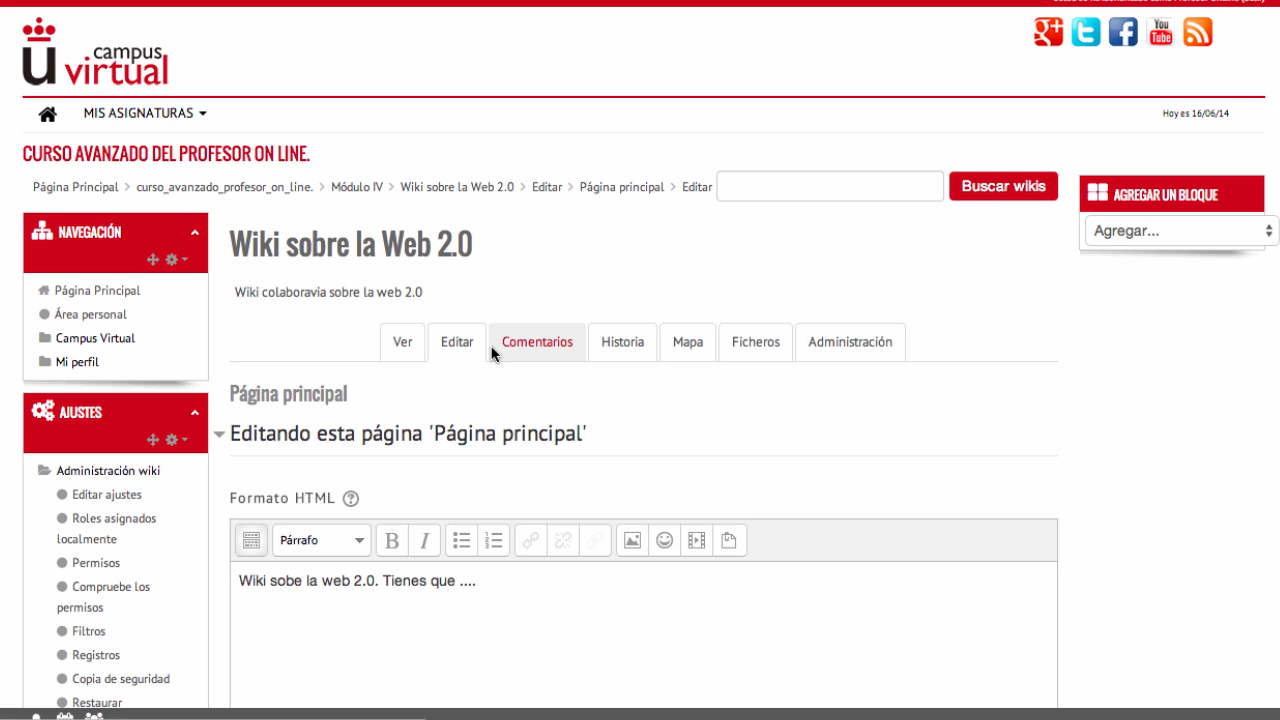 campus
virtual
You
Tube
MIS ASIGNATURAS
Hoy es 16/06/14
CURSO AVANZADO DEL PROFESOR ON LINE.
Página Principal > curso_avanzado_profesor_on_line. > Módulo IV > Wiki sobre la Web 2.0 > Editar > Página principal > Editar
Buscar wikis
AGREGAR UN BLOQUE
Agregar...
NAVEGACIÓN
Página Principal
Área personal
Campus Virtual
Mi perfil
AJUSTES
Administración wiki
Editar ajustes
Roles asignados
localmente
Permisos
Compruebe los
permisos
Filtros
Registros
Copia de seguridad
Restaurar
Wiki sobre la Web 2.0
Wiki colaboravia sobre la web 2.0
Ver Editar Comentarios Historia Mapa Ficheros Administración
Página principal
Editando esta página 'Página principal'
Formato HTML ?
Párrafo B I
Wiki sobe la web 2.0. Tienes que ....